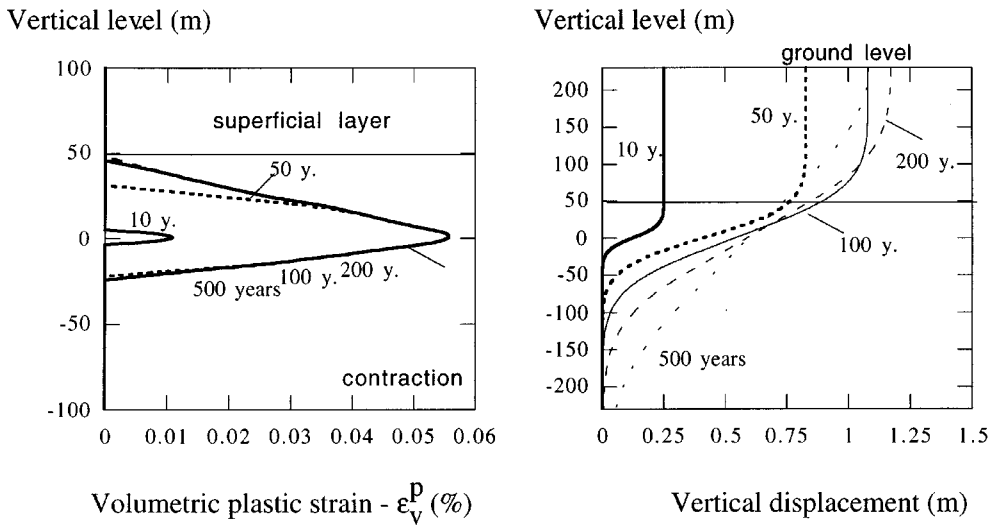 Vertical level (m)
100
50
0
-50
-100
superficial layer
50 y.
10 y.
500 years
100 y.
200 y.
contraction
0 0.01 0.02 0.03 0.04 0.05 0.06
Volumetric plastic strain - ε_v^p (%)
Vertical level (m)
ground level
200
150
100
50
0
-50
-100
-150
-200
50 y.
10 y.
200 y.
100 y.
500 years
0 0.25 0.5 0.75 1 1.25 1.5
Vertical displacement (m)